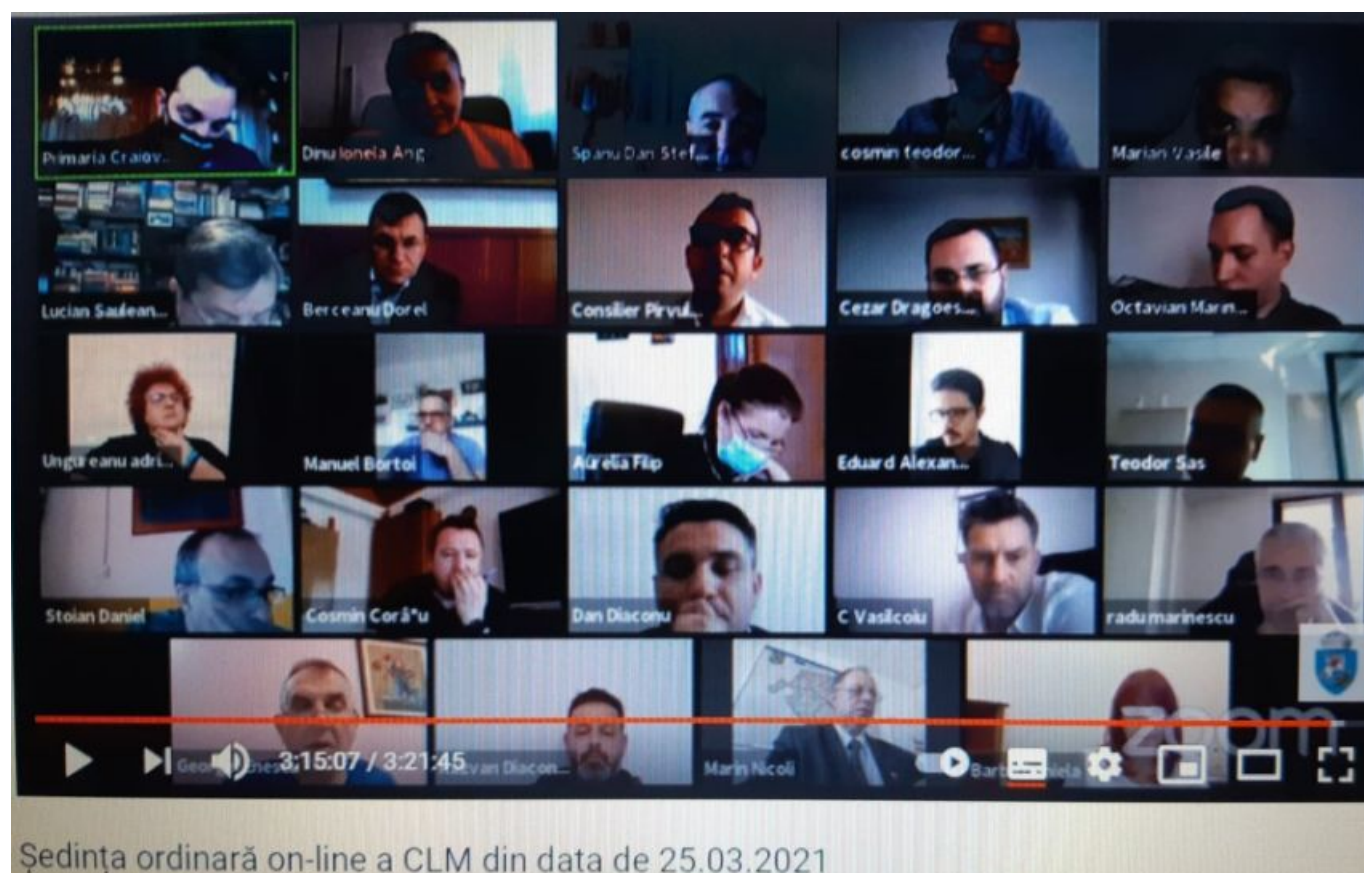 Primaria Craiov...
Dinu Ionela Ang
Spanu Dan Stef...
cosmin teodor...
Marian Vasile
Lucian Saulean...
Berceanu Dorel
Consilier Pirvul...
Cezar Dragoes...
Octavian Marin...
Ungureanu adri...
Manuel Bortoi
Aurelia Filip
Eduard Alexan...
Teodor Sas
Stoian Daniel
Cosmin Corâ"u
Dan Diaconu
C Vasilcoiu
radu marinescu
zoom
3:15:07 / 3:21:45
Diacon...
Marin Nicoli
Ședința ordinară on-line a CLM din data de 25.03.2021